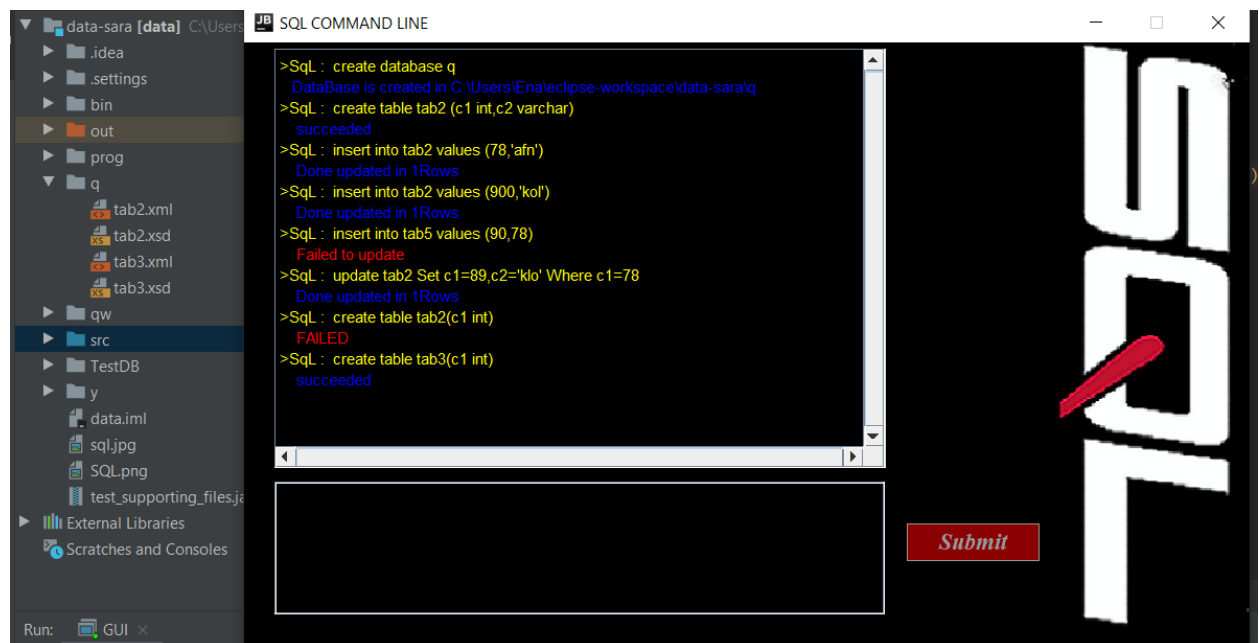 data-sara [data] C:\Users
.idea
.settings
bin
out
prog
q
tab2.xml
tab2.xsd
tab3.xml
tab3.xsd
qw
src
TestDB
y
data.iml
sql.jpg
SQL.png
test_supporting_files.ja
External Libraries
Scratches and Consoles
Run: GUI
JB SQL COMMAND LINE
>SqL : create database q
DataBase is created in C:\Users\Ena\eclipse-workspace\data-sara\q
>SqL : create table tab2 (c1 int,c2 varchar)
succeeded
>SqL : insert into tab2 values (78,'afn')
Done updated in 1Rows
>SqL : insert into tab2 values (900,'kol')
Done updated in 1Rows
>SqL : insert into tab5 values (90,78)
Failed to update
>SqL : update tab2 Set c1=89,c2='klo' Where c1=78
Done updated in 1Rows
>SqL : create table tab2(c1 int)
FAILED
>SqL : create table tab3(c1 int)
succeeded
Submit
SQL